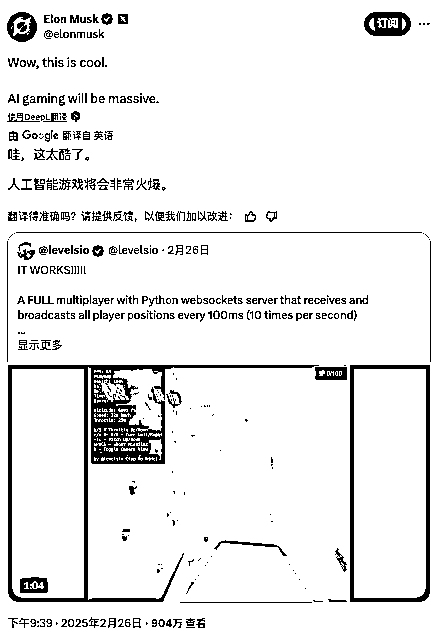 Elon Musk
@elonmusk
订阅
Wow, this is cool.
AI gaming will be massive.
使用DeepL翻译
由 Google 翻译自 英语
哇，这太酷了。
人工智能游戏将会非常火爆。
翻译得准确吗？请提供反馈，以便我们加以改进：
@levelsio @levelsio · 2月26日
IT WORKS!!!!!
A FULL multiplayer with Python websockets server that receives and
broadcasts all player positions every 100ms (10 times per second)
...
显示更多
1:04
下午9:39 · 2025年2月26日 · 904万 查看